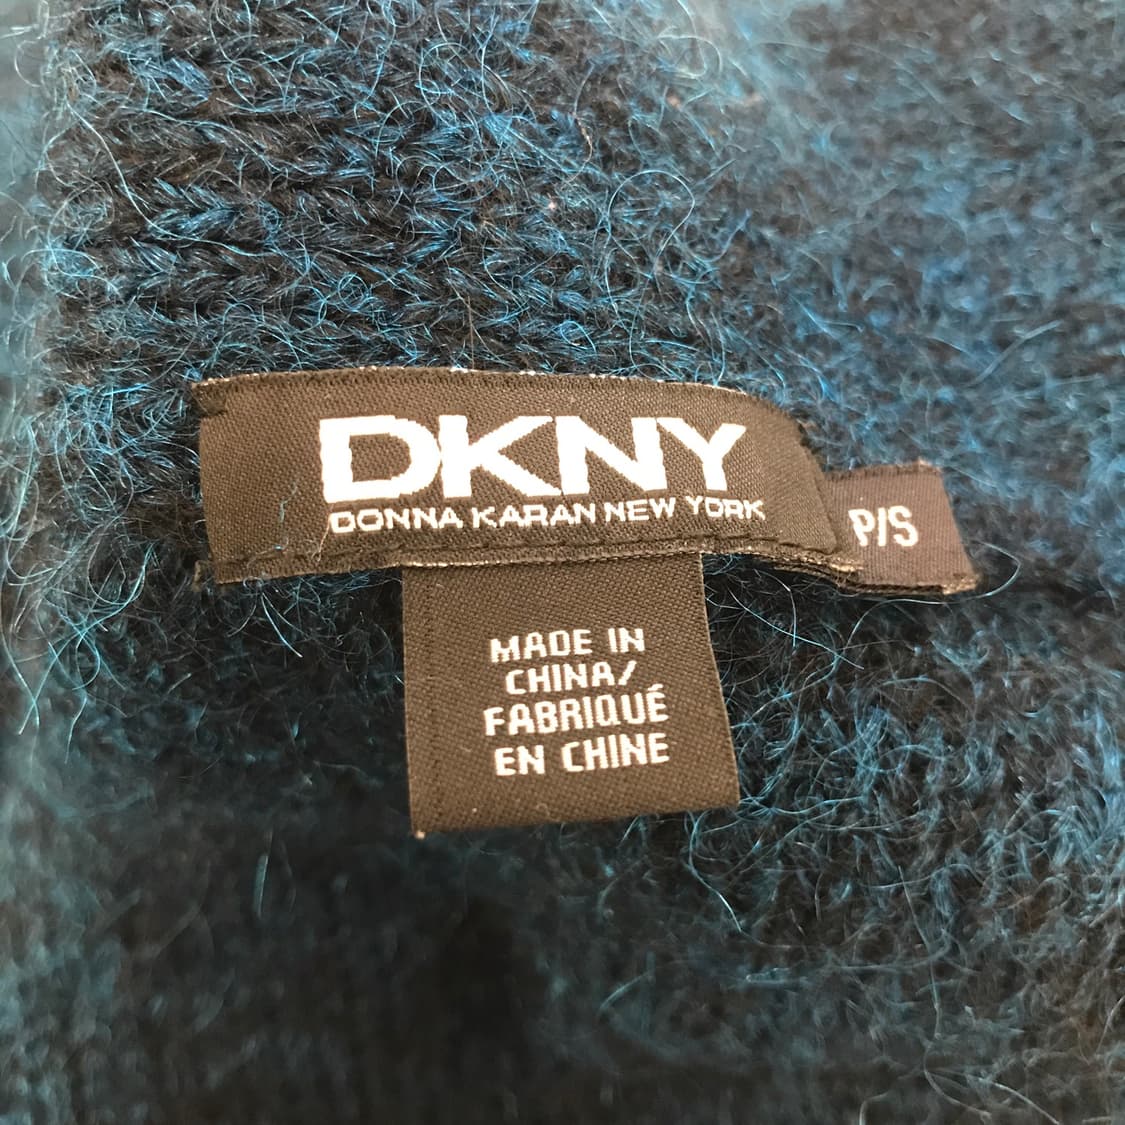 DKNY
DONNA KARAN NEW YORK
P/S
MADE IN
CHINA/
FABRIQUÉ
EN CHINE